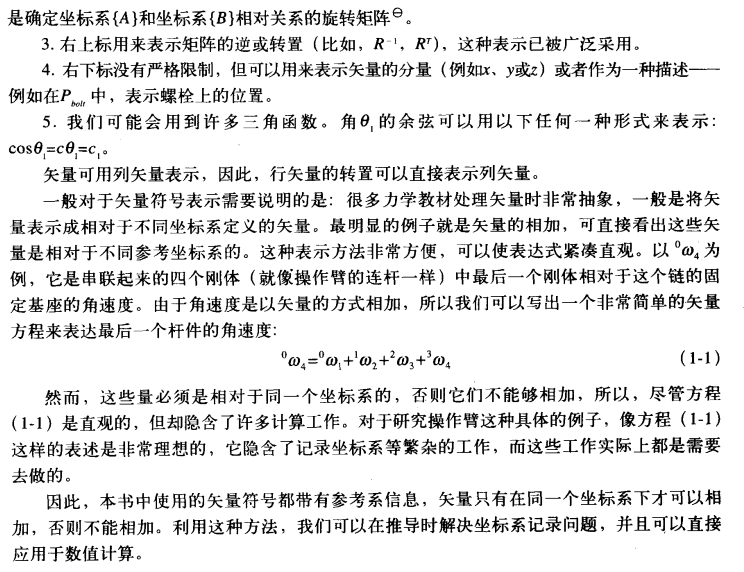 是确定坐标系{A}和坐标系{B}相对关系的旋转矩阵⊖。
3. 右上标用来表示矩阵的逆或转置（比如，R⁻¹，Rᵀ），这种表示已被广泛采用。
4. 右下标没有严格限制，但可以用来表示矢量的分量（例如x、y或z）或者作为一种描述——
例如在P_bolt 中，表示螺栓上的位置。
5. 我们可能会用到许多三角函数。角θ₁的余弦可以用以下任何一种形式来表示：
cosθ₁=cθ₁=c₁。
矢量可用列矢量表示，因此，行矢量的转置可以直接表示列矢量。
一般对于矢量符号表示需要说明的是：很多力学教材处理矢量时非常抽象，一般是将矢
量表示成相对于不同坐标系定义的矢量。最明显的例子就是矢量的相加，可直接看出这些矢
量是相对于不同参考坐标系的。这种表示方法非常方便，可以使表达式紧凑直观。以⁰ω₄为
例，它是串联起来的四个刚体（就像操作臂的连杆一样）中最后一个刚体相对于这个链的固
定基座的角速度。由于角速度是以矢量的方式相加，所以我们可以写出一个非常简单的矢量
方程来表达最后一个杆件的角速度：
⁰ω₄=⁰ω₁+¹ω₂+²ω₃+³ω₄ (1-1)
然而，这些量必须是相对于同一个坐标系的，否则它们不能够相加，所以，尽管方程
(1-1) 是直观的，但却隐含了许多计算工作。对于研究操作臂这种具体的例子，像方程 (1-1)
这样的表述是非常理想的，它隐含了记录坐标系等繁杂的工作，而这些工作实际上都是需要
去做的。
因此，本书中使用的矢量符号都带有参考系信息，矢量只有在同一个坐标系下才可以相
加，否则不能相加。利用这种方法，我们可以在推导时解决坐标系记录问题，并且可以直接
应用于数值计算。